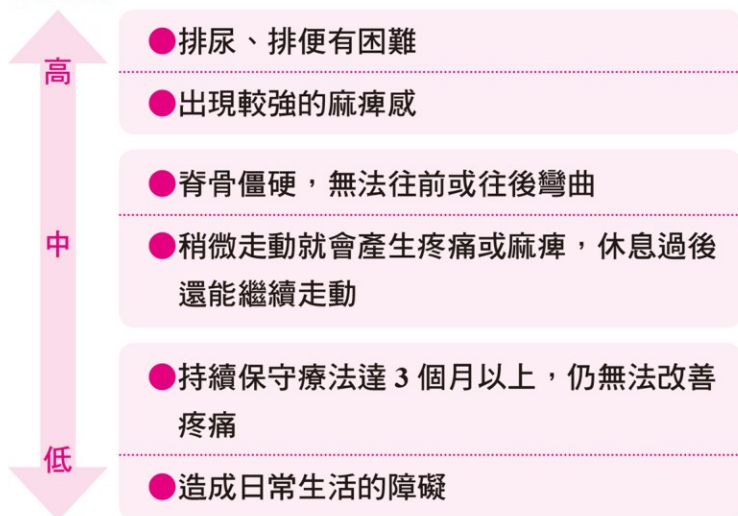 高
●排尿、排便有困難
●出現較強的麻痺感
中
●脊骨僵硬，無法往前或往後彎曲
●稍微走動就會產生疼痛或麻痺，休息過後
還能繼續走動
低
●持續保守療法達 3 個月以上，仍無法改善
疼痛
●造成日常生活的障礙